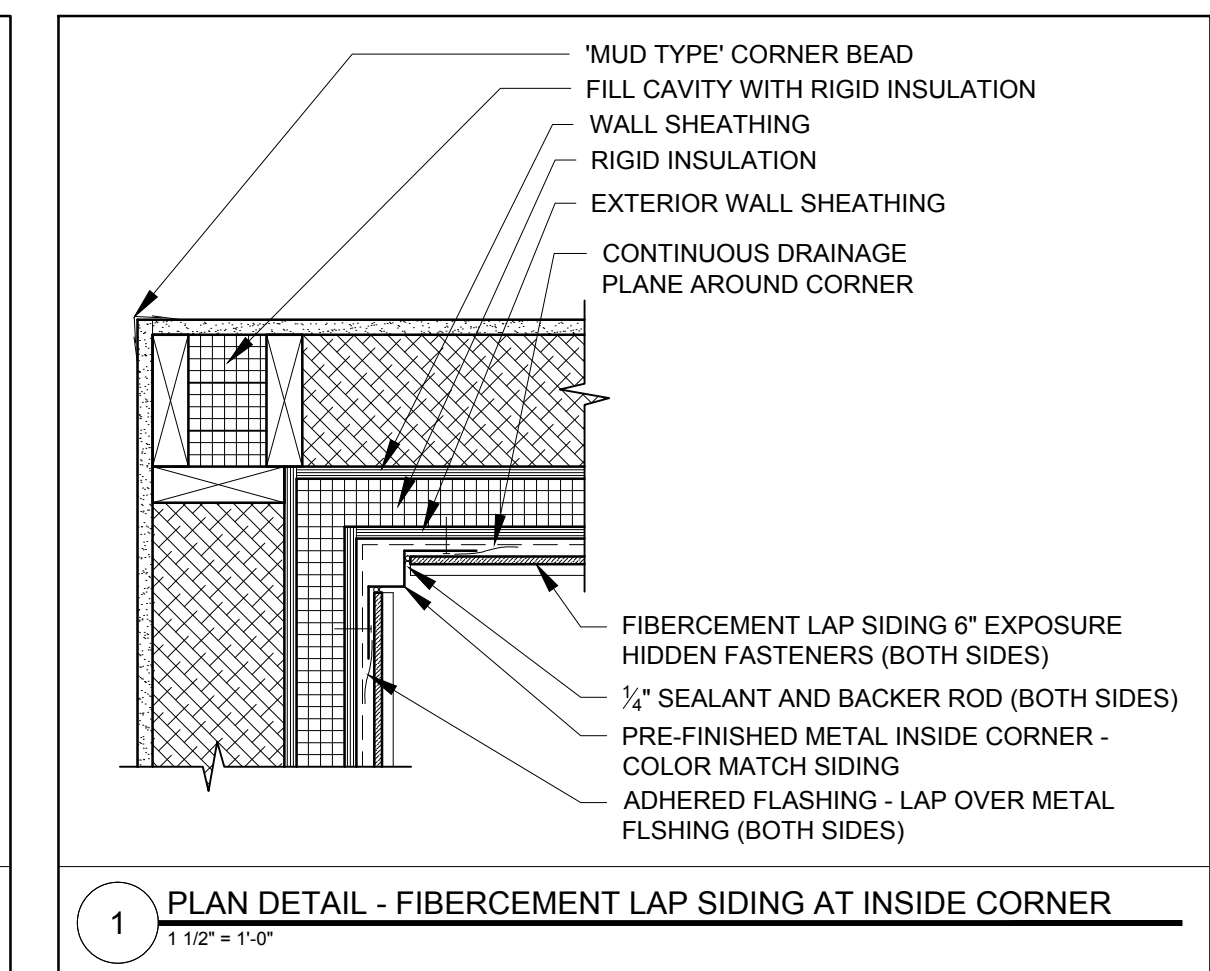 'MUD TYPE' CORNER BEAD
FILL CAVITY WITH RIGID INSULATION
WALL SHEATHING
RIGID INSULATION
EXTERIOR WALL SHEATHING
CONTINUOUS DRAINAGE
PLANE AROUND CORNER
FIBERCEMENT LAP SIDING 6" EXPOSURE
HIDDEN FASTENERS (BOTH SIDES)
¼" SEALANT AND BACKER ROD (BOTH SIDES)
PRE-FINISHED METAL INSIDE CORNER -
COLOR MATCH SIDING
ADHERED FLASHING - LAP OVER METAL
FLSHING (BOTH SIDES)
1
PLAN DETAIL - FIBERCEMENT LAP SIDING AT INSIDE CORNER
1 1/2" = 1'-0"